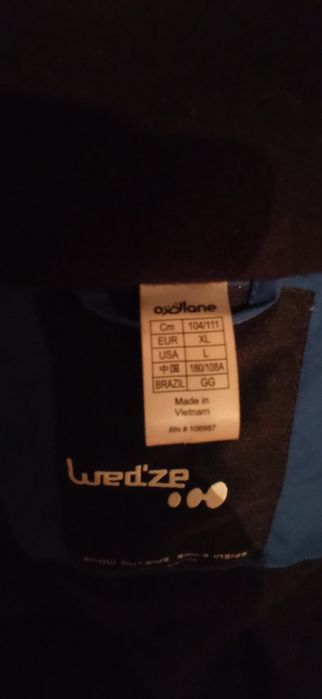 oxylane
Cm 104/111
EUR XL
USA L
中国 180/108A
BRAZIL GG
Made in
Vietnam
RN # 106987
wed'ze